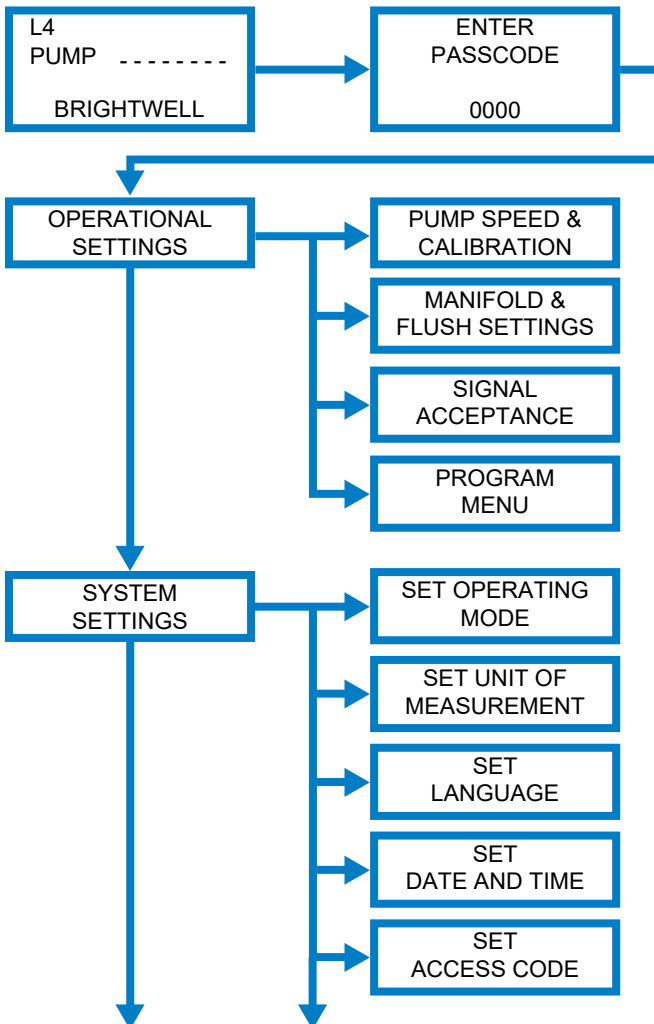 L4
PUMP --------
BRIGHTWELL
ENTER
PASSCODE
0000
OPERATIONAL
SETTINGS
PUMP SPEED &
CALIBRATION
MANIFOLD &
FLUSH SETTINGS
SIGNAL
ACCEPTANCE
PROGRAM
MENU
SYSTEM
SETTINGS
SET OPERATING
MODE
SET UNIT OF
MEASUREMENT
SET
LANGUAGE
SET
DATE AND TIME
SET
ACCESS CODE